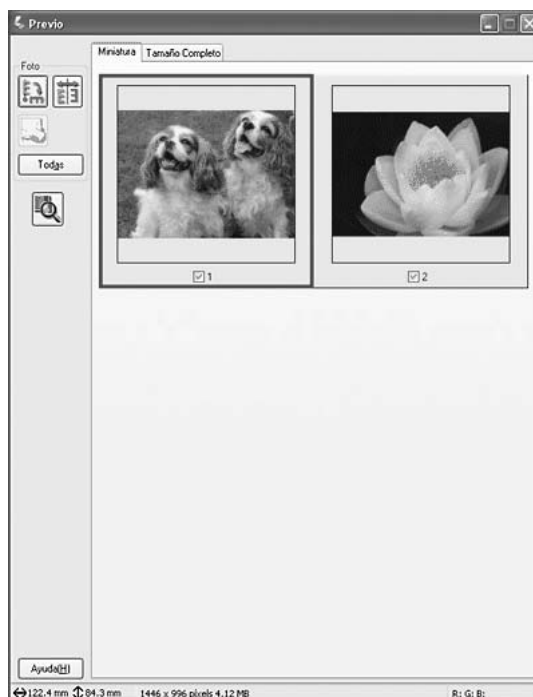 Previo
Miniatura Tamaño Completo
Foto
Todas
1 2
Ayuda(H)
122.4 mm 84.3 mm 1446 x 996 pixels 4.12 MB R: G: B: